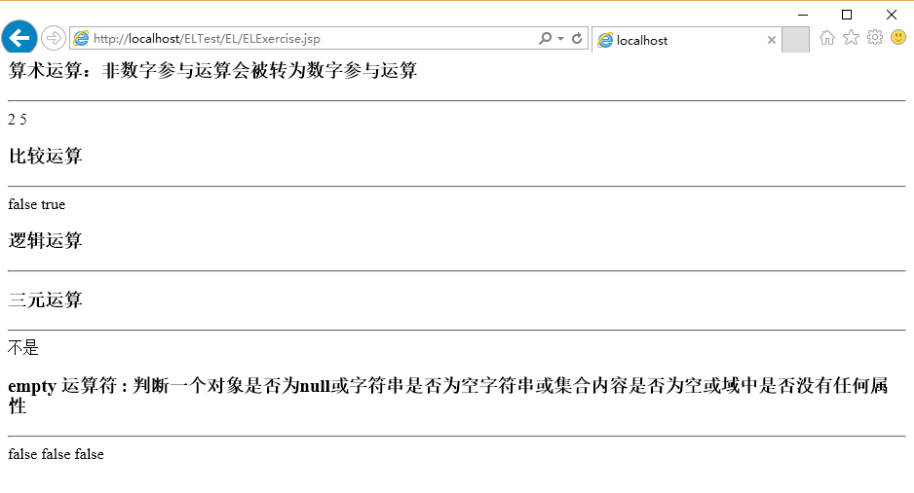 http://localhost/ELTest/EL/ELExercise.jsp
localhost
算术运算：非数字参与运算会被转为数字参与运算
2 5
比较运算
false true
逻辑运算
三元运算
不是
empty 运算符 : 判断一个对象是否为null或字符串是否为空字符串或集合内容是否为空或域中是否没有任何属
性
false false false